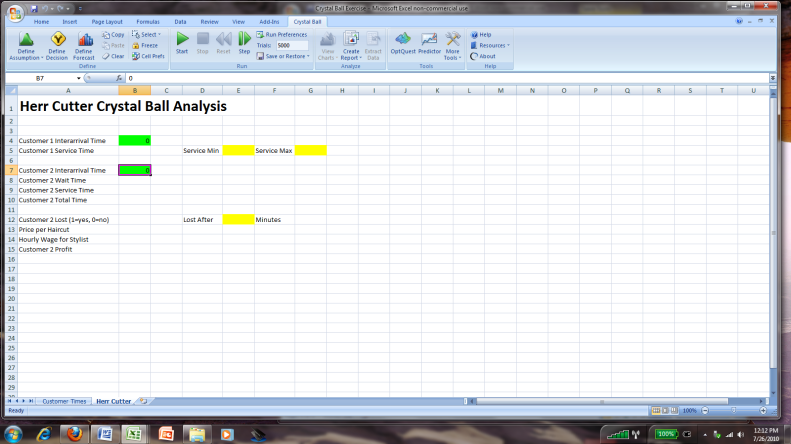 Crystal Ball Exercise - Microsoft Excel non-commercial use
Home Insert Page Layout Formulas Data Review View Add-Ins Crystal Ball
Define Assumption Define Decision Define Forecast Copy Paste Clear Select Freeze Cell Prefs Start Stop Reset Step Run Preferences Trials: 5000 Save or Restore View Charts Create Report Extract Data OptQuest Predictor More Tools Help Resources About
Define Run Analyze Tools Help
B7 fx 0
A B C D E F G H I J K L M N O P Q R S T U
1 Herr Cutter Crystal Ball Analysis
2
3
4 Customer 1 Interarrival Time 0
5 Customer 1 Service Time Service Min Service Max
6
7 Customer 2 Interarrival Time 0
8 Customer 2 Wait Time
9 Customer 2 Service Time
10 Customer 2 Total Time
11
12 Customer 2 Lost (1=yes, 0=no) Lost After Minutes
13 Price per Haircut
14 Hourly Wage for Stylist
15 Customer 2 Profit
16
17
18
19
20
21
22
23
24
25
26
27
28
29
Customer Times Herr Cutter
Ready 100%
100% 12:12 PM
7/26/2010